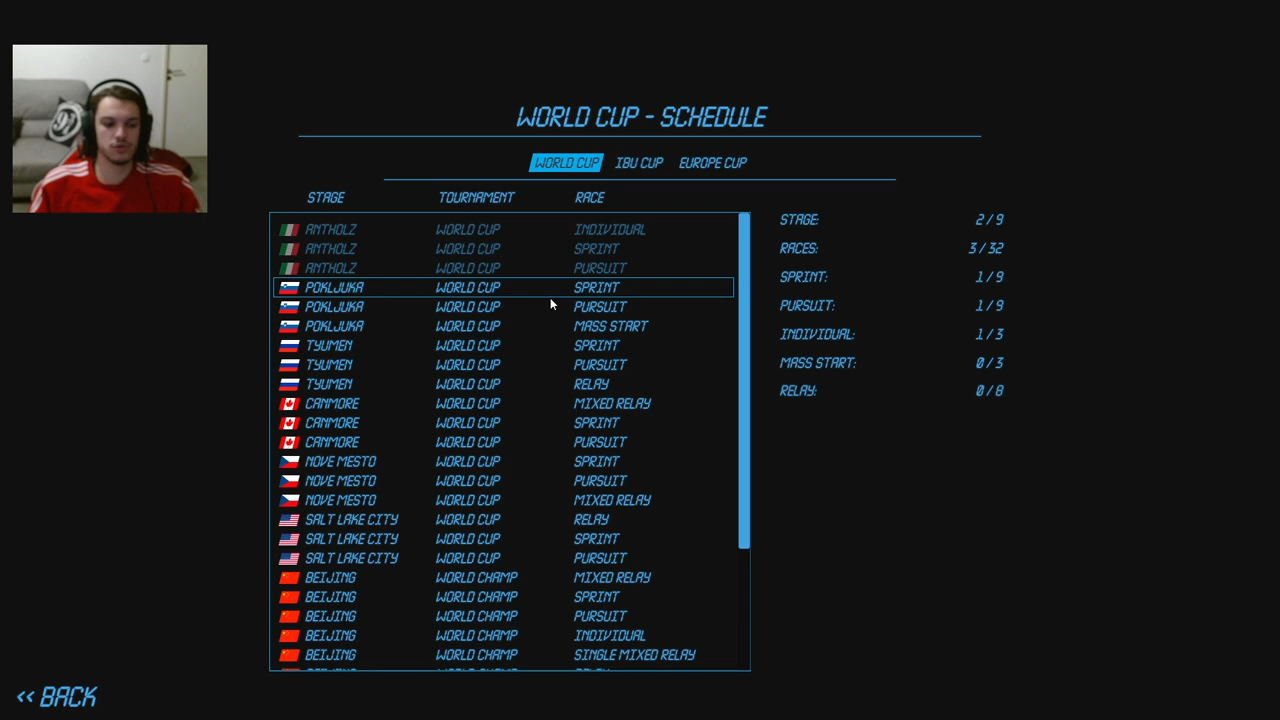 WORLD CUP - SCHEDULE
WORLD CUP IBU CUP EUROPE CUP
STAGE TOURNAMENT RACE
ANTHOLZ WORLD CUP INDIVIDUAL
ANTHOLZ WORLD CUP SPRINT
ANTHOLZ WORLD CUP PURSUIT
POKLJUKA WORLD CUP SPRINT
POKLJUKA WORLD CUP PURSUIT
POKLJUKA WORLD CUP MASS START
TYUMEN WORLD CUP SPRINT
TYUMEN WORLD CUP PURSUIT
TYUMEN WORLD CUP RELAY
CANMORE WORLD CUP MIXED RELAY
CANMORE WORLD CUP SPRINT
CANMORE WORLD CUP PURSUIT
NOVE MESTO WORLD CUP SPRINT
NOVE MESTO WORLD CUP PURSUIT
NOVE MESTO WORLD CUP MIXED RELAY
SALT LAKE CITY WORLD CUP RELAY
SALT LAKE CITY WORLD CUP SPRINT
SALT LAKE CITY WORLD CUP PURSUIT
BEIJING WORLD CHAMP MIXED RELAY
BEIJING WORLD CHAMP SPRINT
BEIJING WORLD CHAMP PURSUIT
BEIJING WORLD CHAMP INDIVIDUAL
BEIJING WORLD CHAMP SINGLE MIXED RELAY
STAGE: 2/9
RACES: 3/32
SPRINT: 1/9
PURSUIT: 1/9
INDIVIDUAL: 1/3
MASS START: 0/3
RELAY: 0/8
<< BACK